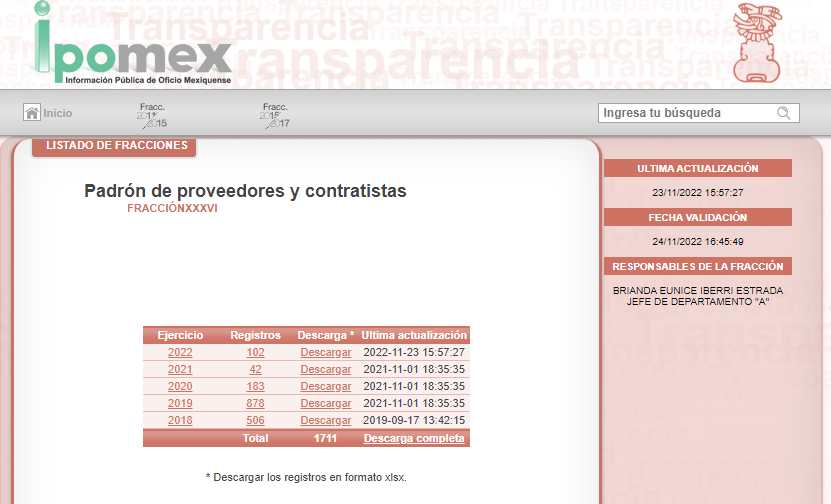 ipomex
Información Pública de Oficio Mexiquense
Transparencia
Transparencia
Transparencia
Transparencia
Inicio
Fracc.
2011
/2015
Fracc.
2015
/2017
Ingresa tu búsqueda
LISTADO DE FRACCIONES
Padrón de proveedores y contratistas
FRACCIÓNXXXVI
Ejercicio Registros Descarga * Ultima actualización
2022 102 Descargar 2022-11-23 15:57:27
2021 42 Descargar 2021-11-01 18:35:35
2020 183 Descargar 2021-11-01 18:35:35
2019 878 Descargar 2021-11-01 18:35:35
2018 506 Descargar 2019-09-17 13:42:15
Total 1711 Descarga completa
* Descargar los registros en formato xlsx.
ULTIMA ACTUALIZACIÓN
23/11/2022 15:57:27
FECHA VALIDACIÓN
24/11/2022 16:45:49
RESPONSABLES DE LA FRACCIÓN
BRIANDA EUNICE IBERRI ESTRADA
JEFE DE DEPARTAMENTO "A"